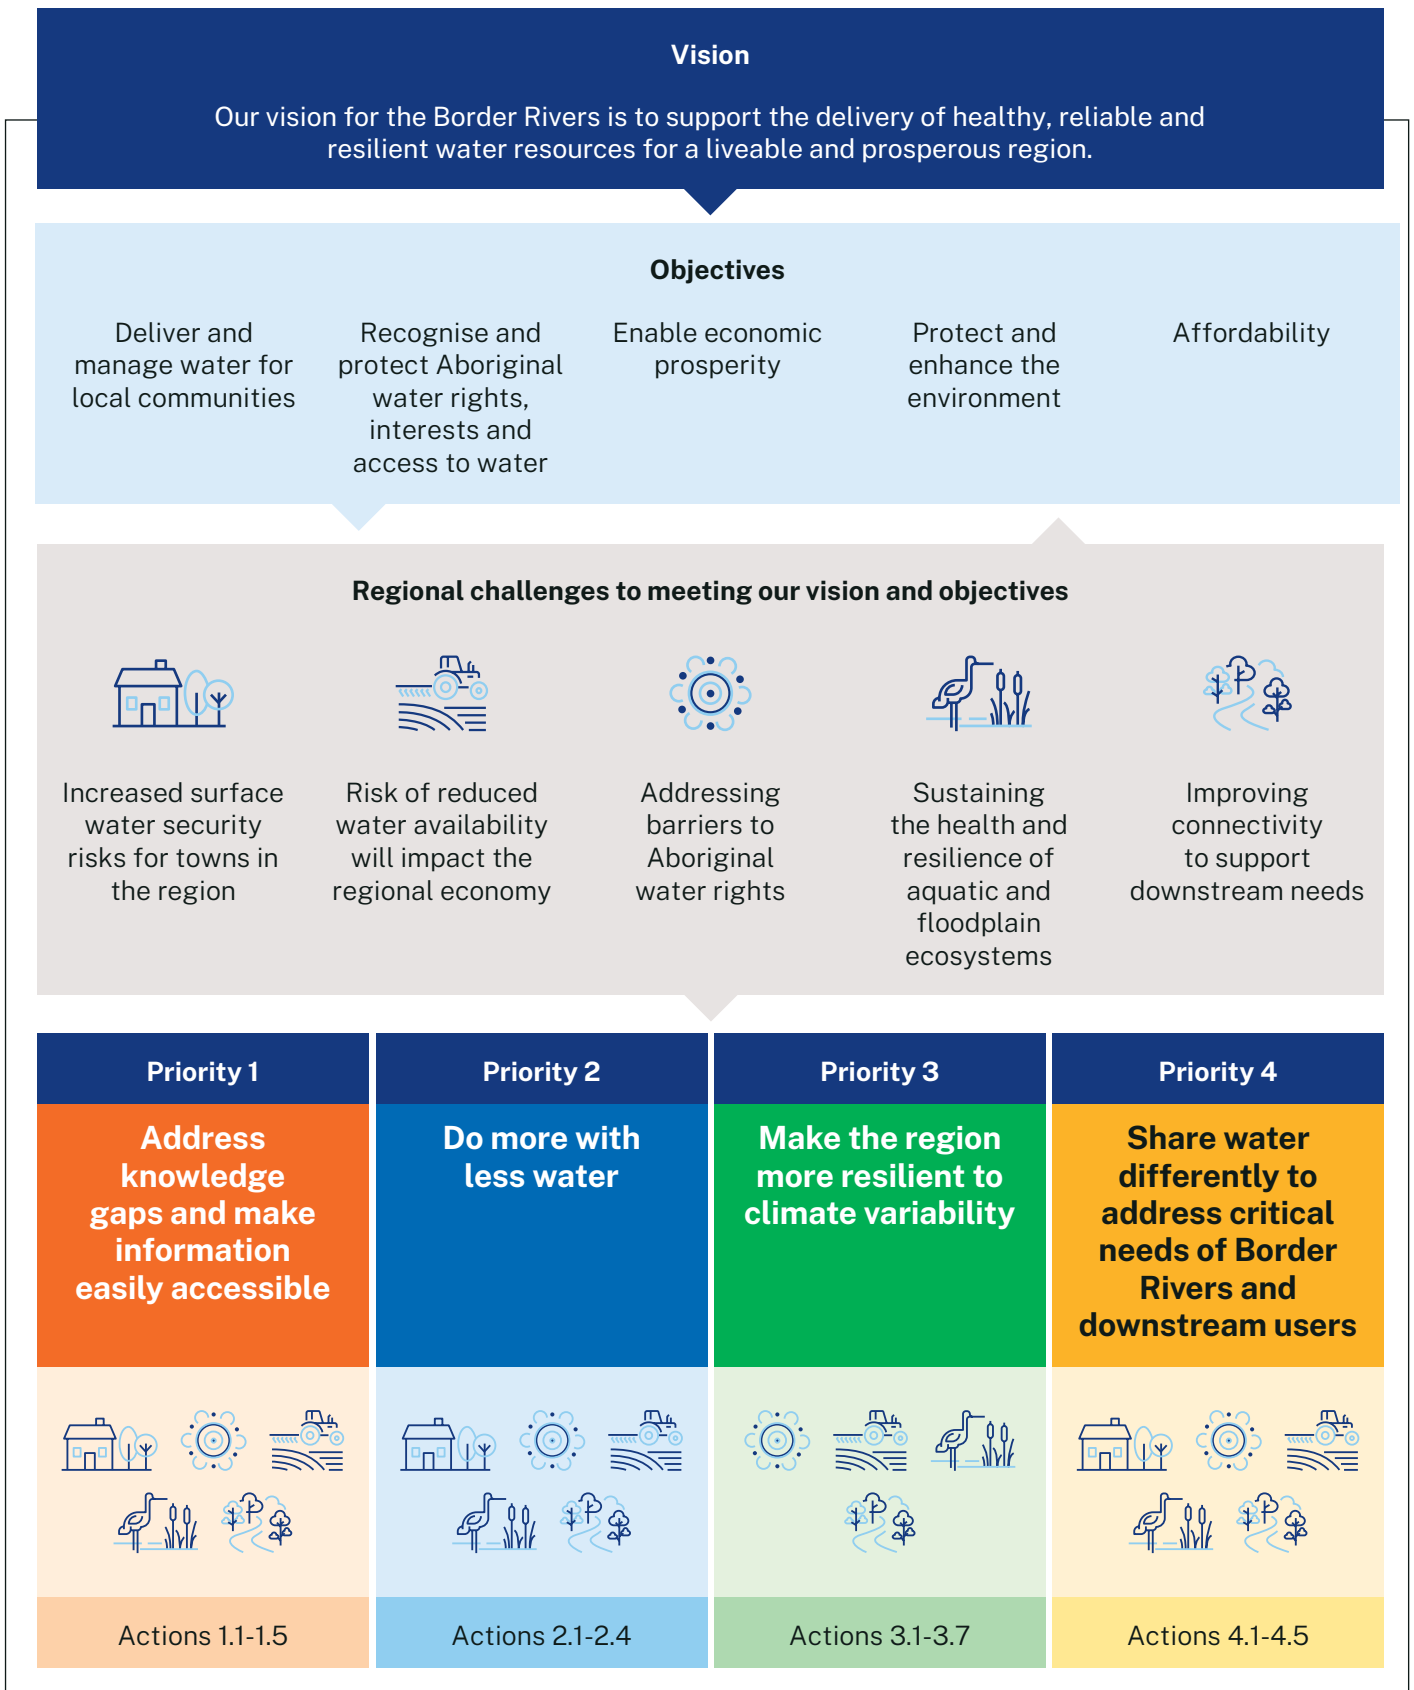 Vision
Our vision for the Border Rivers is to support the delivery of healthy, reliable and
resilient water resources for a liveable and prosperous region.
Objectives
Deliver and
manage water for
local communities
Recognise and
protect Aboriginal
water rights,
interests and
access to water
Enable economic
prosperity
Protect and
enhance the
environment
Affordability
Regional challenges to meeting our vision and objectives
Increased surface
water security
risks for towns in
the region
Risk of reduced
water availability
will impact the
regional economy
Addressing
barriers to
Aboriginal
water rights
Sustaining
the health and
resilience of
aquatic and
floodplain
ecosystems
Improving
connectivity
to support
downstream needs
Priority 1
Address
knowledge
gaps and make
information
easily accessible
Actions 1.1-1.5
Priority 2
Do more with
less water
Actions 2.1-2.4
Priority 3
Make the region
more resilient to
climate variability
Actions 3.1-3.7
Priority 4
Share water
differently to
address critical
needs of Border
Rivers and
downstream users
Actions 4.1-4.5